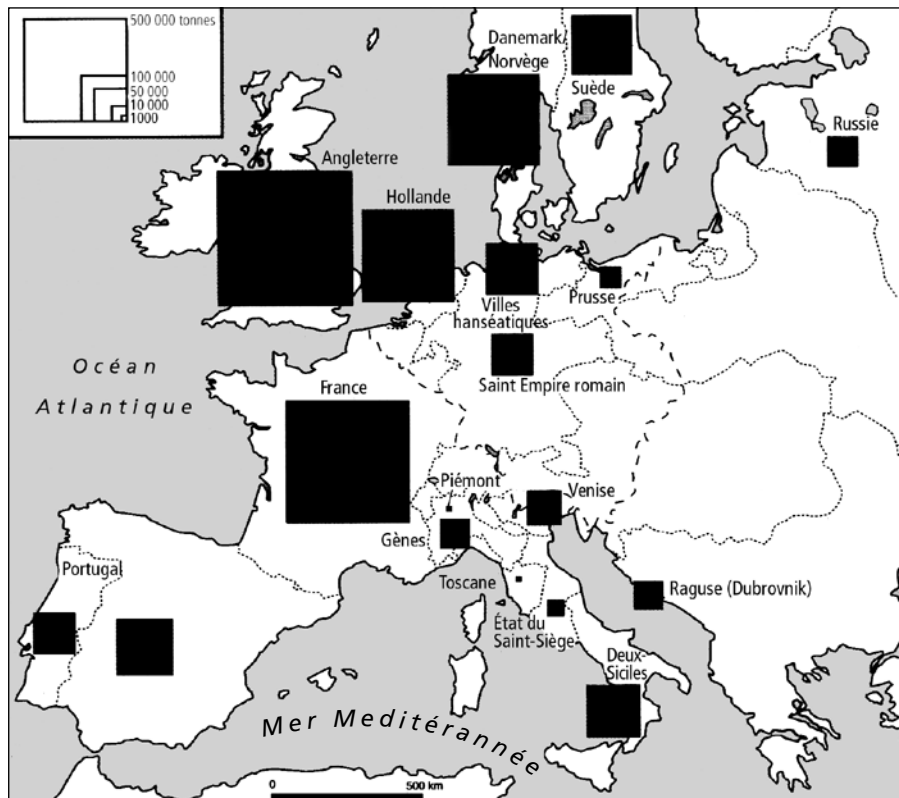 500 000 tonnes
100 000
50 000
10 000
1000
Danemark/
Norvège
Suède
Russie
Angleterre
Hollande
Villes
hanséatiques
Prusse
Saint Empire romain
Océan
Atlantique
France
Piémont
Venise
Gènes
Portugal
Toscane
Raguse (Dubrovnik)
État du
Saint-Siège
Deux-
Siciles
Mer Meditérannée
0
500 km